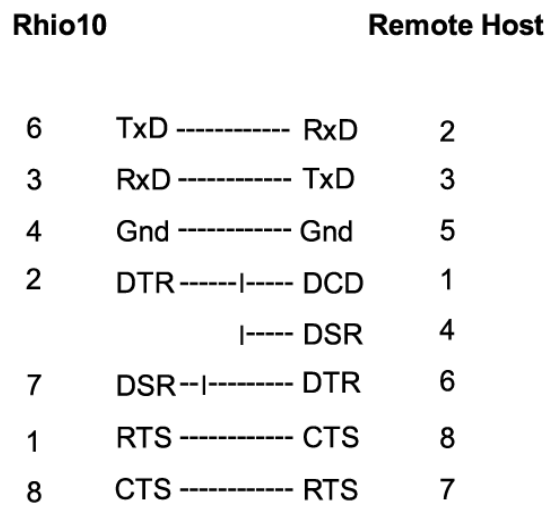 Rhio10 Remote Host
6 TxD ------------ RxD 2
3 RxD ------------ TxD 3
4 Gnd ------------ Gnd 5
2 DTR------|----- DCD 1
|----- DSR 4
7 DSR--|--------- DTR 6
1 RTS ------------ CTS 8
8 CTS ------------ RTS 7